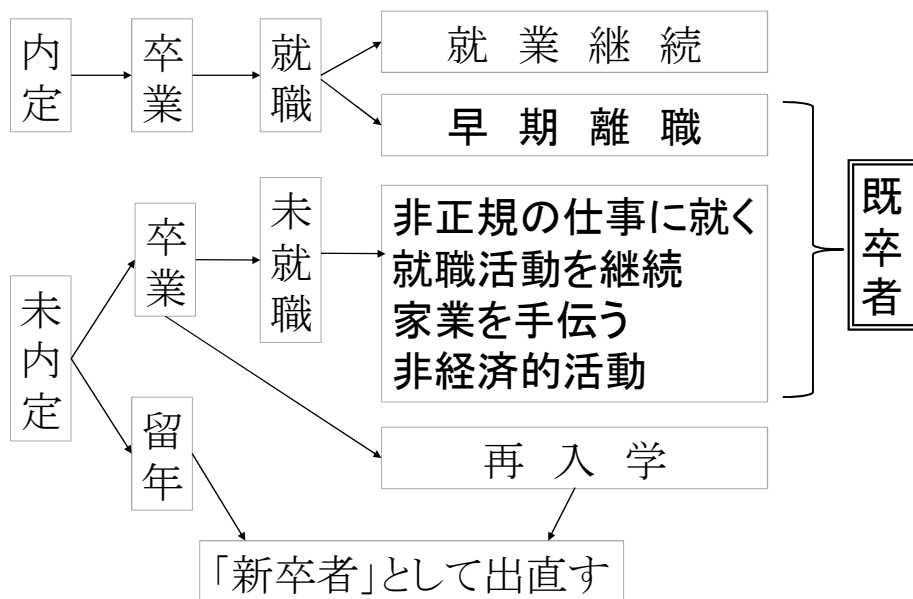 内定
卒業
就職
就業継続
早期離職
未内定
卒業
未就職
非正規の仕事に就く
就職活動を継続
家業を手伝う
非経済的活動
既卒者
留年
再入学
「新卒者」として出直す